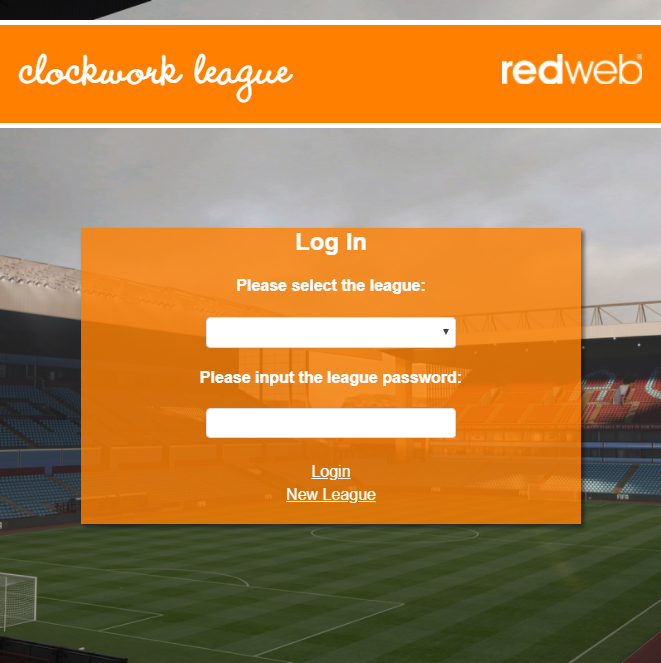 clockwork league
redweb
Log In
Please select the league:
Please input the league password:
Login
New League